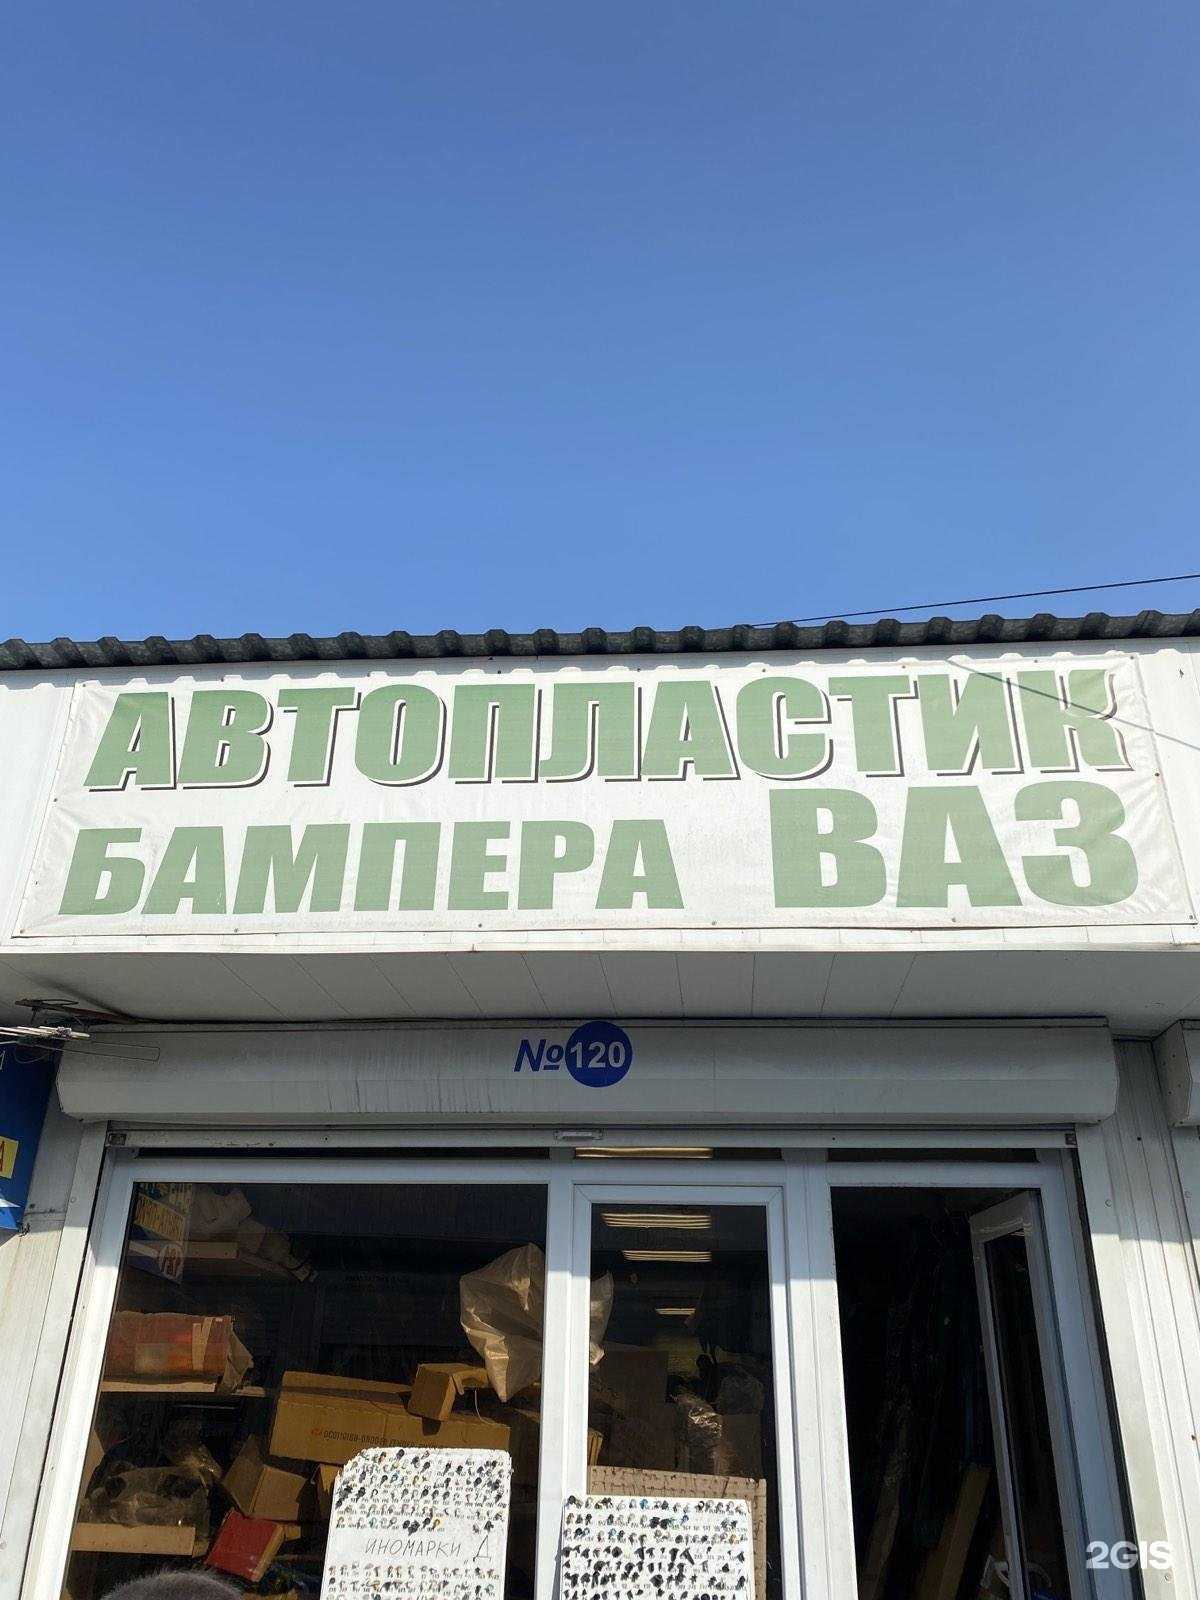 АВТОПЛАСТИК
БАМПЕРА ВАЗ
№120
ИНОМАРКИ Д
2GIS